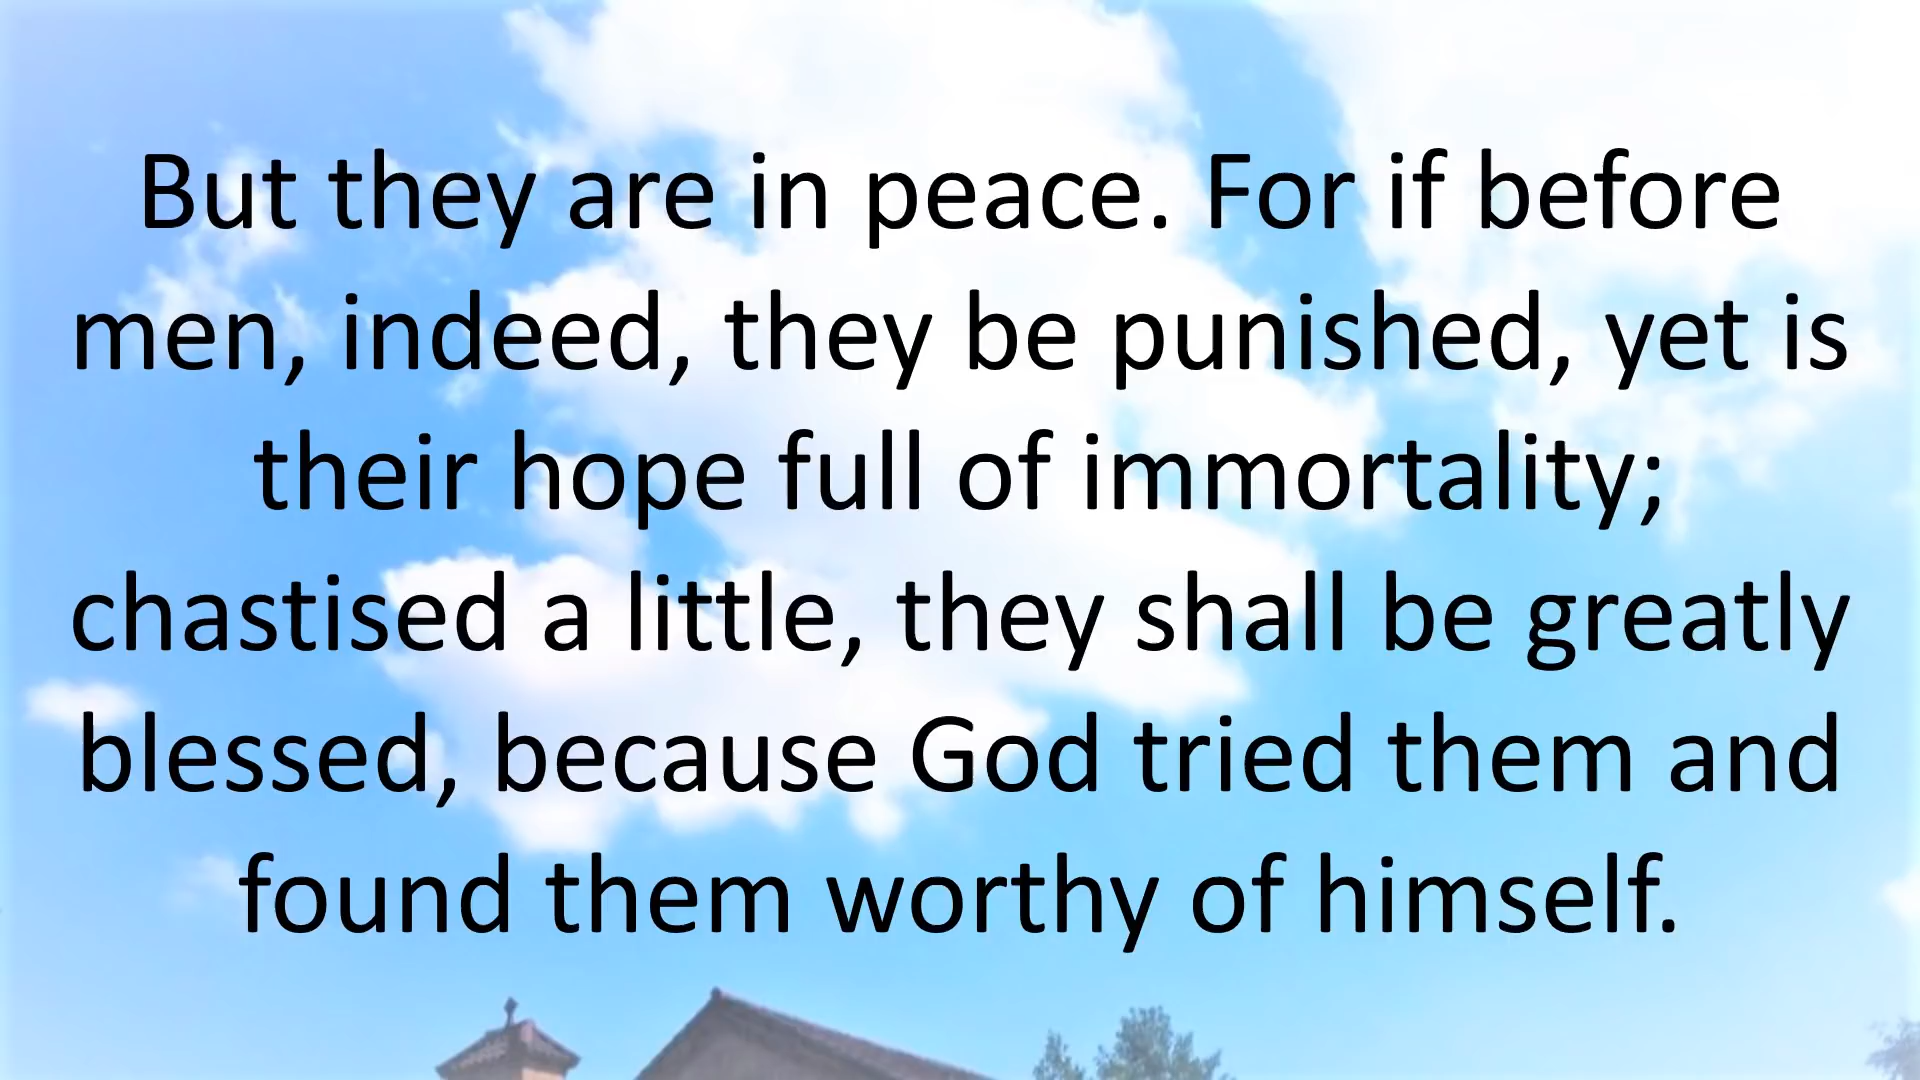 But they are in peace. For if before
men, indeed, they be punished, yet is
their hope full of immortality;
chastised a little, they shall be greatly
blessed, because God tried them and
found them worthy of himself.